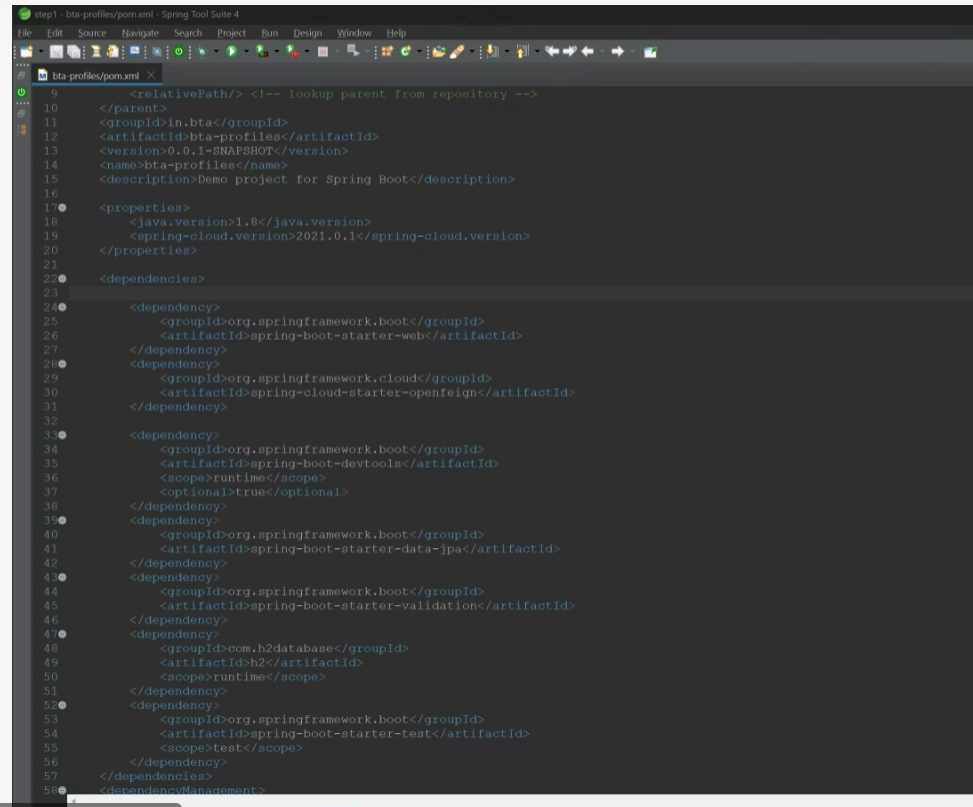 step1 - bta-profiles/pom.xml - Spring Tool Suite 4
File Edit Source Navigate Search Project Run Design Window Help
bta-profiles/pom.xml
9 <relativePath/> <!-- lookup parent from repository -->
10 </parent>
11 <groupId>in.bta</groupId>
12 <artifactId>bta-profiles</artifactId>
13 <version>0.0.1-SNAPSHOT</version>
14 <name>bta-profiles</name>
15 <description>Demo project for Spring Boot</description>
16
17 <properties>
18 <java.version>1.8</java.version>
19 <spring-cloud.version>2021.0.1</spring-cloud.version>
20 </properties>
21
22 <dependencies>
23
24 <dependency>
25 <groupId>org.springframework.boot</groupId>
26 <artifactId>spring-boot-starter-web</artifactId>
27 </dependency>
28 <dependency>
29 <groupId>org.springframework.cloud</groupId>
30 <artifactId>spring-cloud-starter-openfeign</artifactId>
31 </dependency>
32
33 <dependency>
34 <groupId>org.springframework.boot</groupId>
35 <artifactId>spring-boot-devtools</artifactId>
36 <scope>runtime</scope>
37 <optional>true</optional>
38 </dependency>
39 <dependency>
40 <groupId>org.springframework.boot</groupId>
41 <artifactId>spring-boot-starter-data-jpa</artifactId>
42 </dependency>
43 <dependency>
44 <groupId>org.springframework.boot</groupId>
45 <artifactId>spring-boot-starter-validation</artifactId>
46 </dependency>
47 <dependency>
48 <groupId>com.h2database</groupId>
49 <artifactId>h2</artifactId>
50 <scope>runtime</scope>
51 </dependency>
52 <dependency>
53 <groupId>org.springframework.boot</groupId>
54 <artifactId>spring-boot-starter-test</artifactId>
55 <scope>test</scope>
56 </dependency>
57 </dependencies>
58 <dependencyManagement>